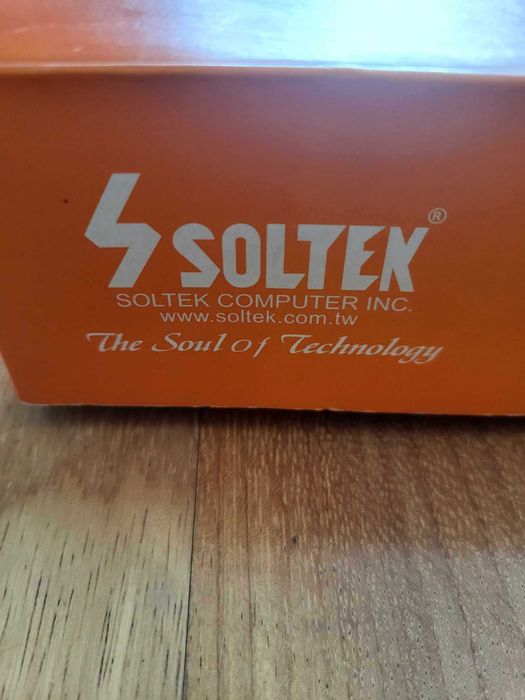 SOLTEK®
SOLTEK COMPUTER INC.
www.soltek.com.tw
The Soul Of Technology